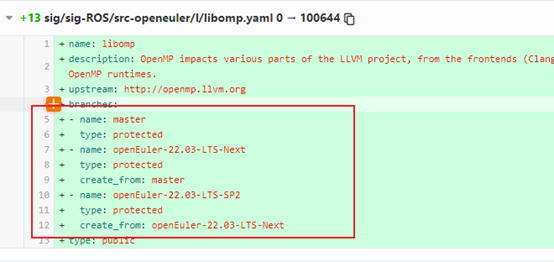 +13 sig/sig-ROS/src-openeuler/l/libomp.yaml 0 → 100644
1 + name: libomp
2 + description: OpenMP impacts various parts of the LLVM project, from the frontends (Clang
OpenMP runtimes.
3 + upstream: http://openmp.llvm.org
+ branches:
5 + - name: master
6 + type: protected
7 + - name: openEuler-22.03-LTS-Next
8 + type: protected
9 + create_from: master
10 + - name: openEuler-22.03-LTS-SP2
11 + type: protected
12 + create_from: openEuler-22.03-LTS-Next
13 + type: public